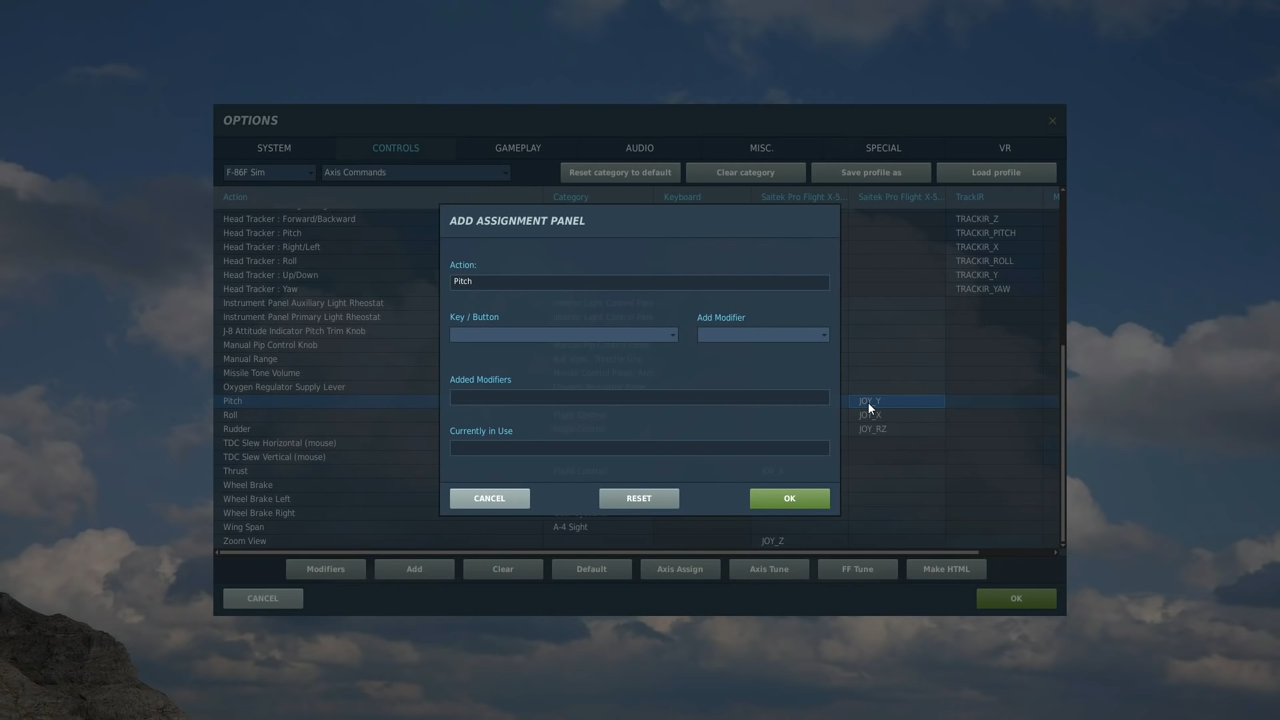 OPTIONS
SYSTEM CONTROLS GAMEPLAY AUDIO MISC. SPECIAL VR
F-86F Sim Axis Commands Reset category to default Clear category Save profile as Load profile
Action Category Keyboard Saitek Pro Flight X-5... Saitek Pro Flight X-5... TrackIR M
ADD ASSIGNMENT PANEL
Head Tracker : Forward/Backward TRACKIR_Z
Head Tracker : Pitch TRACKIR_PITCH
Head Tracker : Right/Left TRACKIR_X
Head Tracker : Roll TRACKIR_ROLL
Action:
Head Tracker : Up/Down TRACKIR_Y
Pitch
Head Tracker : Yaw TRACKIR_YAW
Instrument Panel Auxiliary Light Rheostat
Instrument Panel Primary Light Rheostat
Key / Button Add Modifier
J-8 Attitude Indicator Pitch Trim Knob
Manual Pip Control Knob
Manual Range
Missile Tone Volume
Added Modifiers
Oxygen Regulator Supply Lever
Pitch JOY_Y
Roll
Rudder JOY_RZ
Currently in Use
TDC Slew Horizontal (mouse)
TDC Slew Vertical (mouse)
Thrust
Wheel Brake
Wheel Brake Left
CANCEL RESET OK
Wheel Brake Right
Wing Span A-4 Sight
Zoom View JOY_Z
Modifiers Add Clear Default Axis Assign Axis Tune FF Tune Make HTML
CANCEL OK